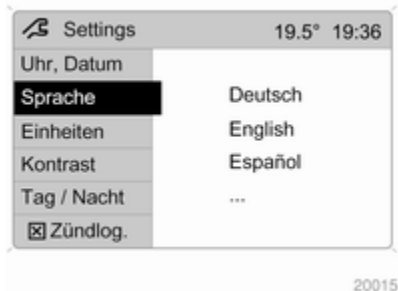 Settings 19.5° 19:36
Uhr, Datum
Sprache Deutsch
Einheiten English
Kontrast Español
Tag / Nacht ...
Zündlog.
20015